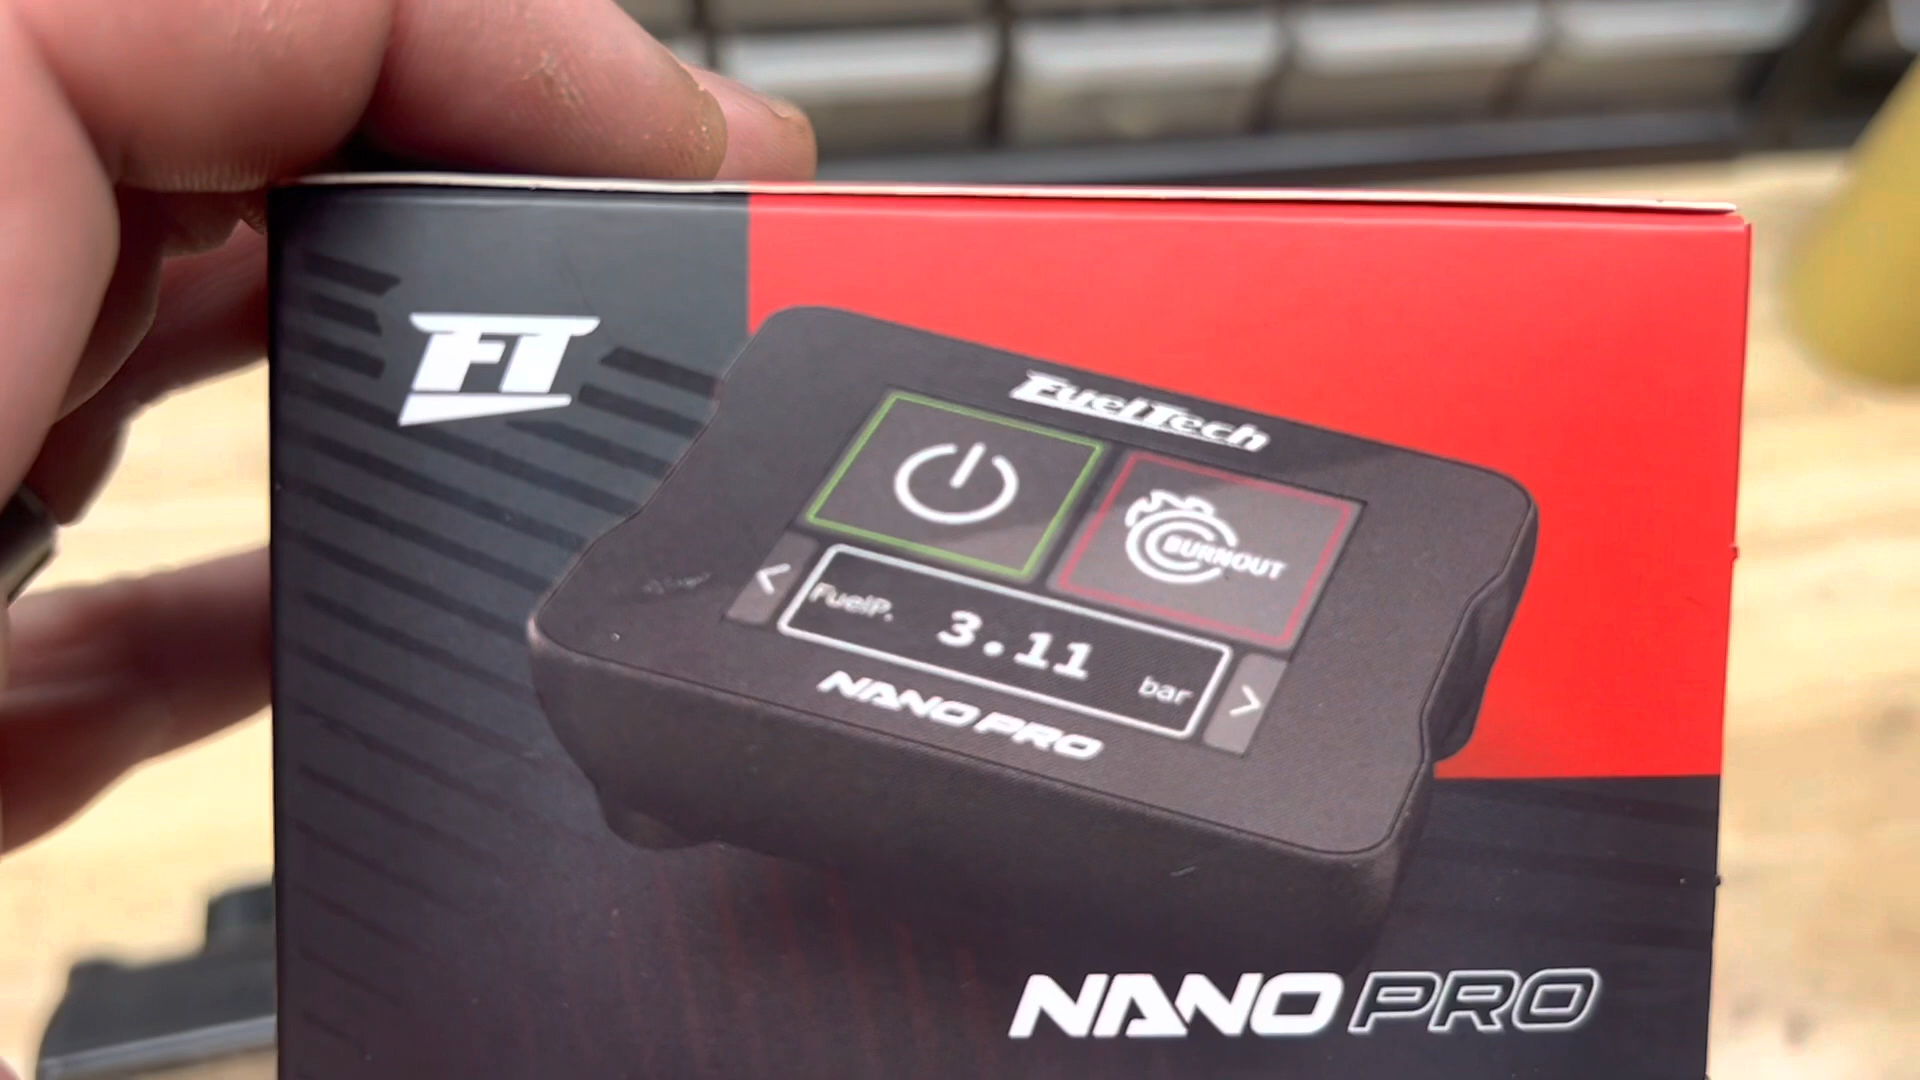 FT
FuelTech
BURNOUT
<
FuelP. 3.11 bar
>
NANO PRO
NANO PRO